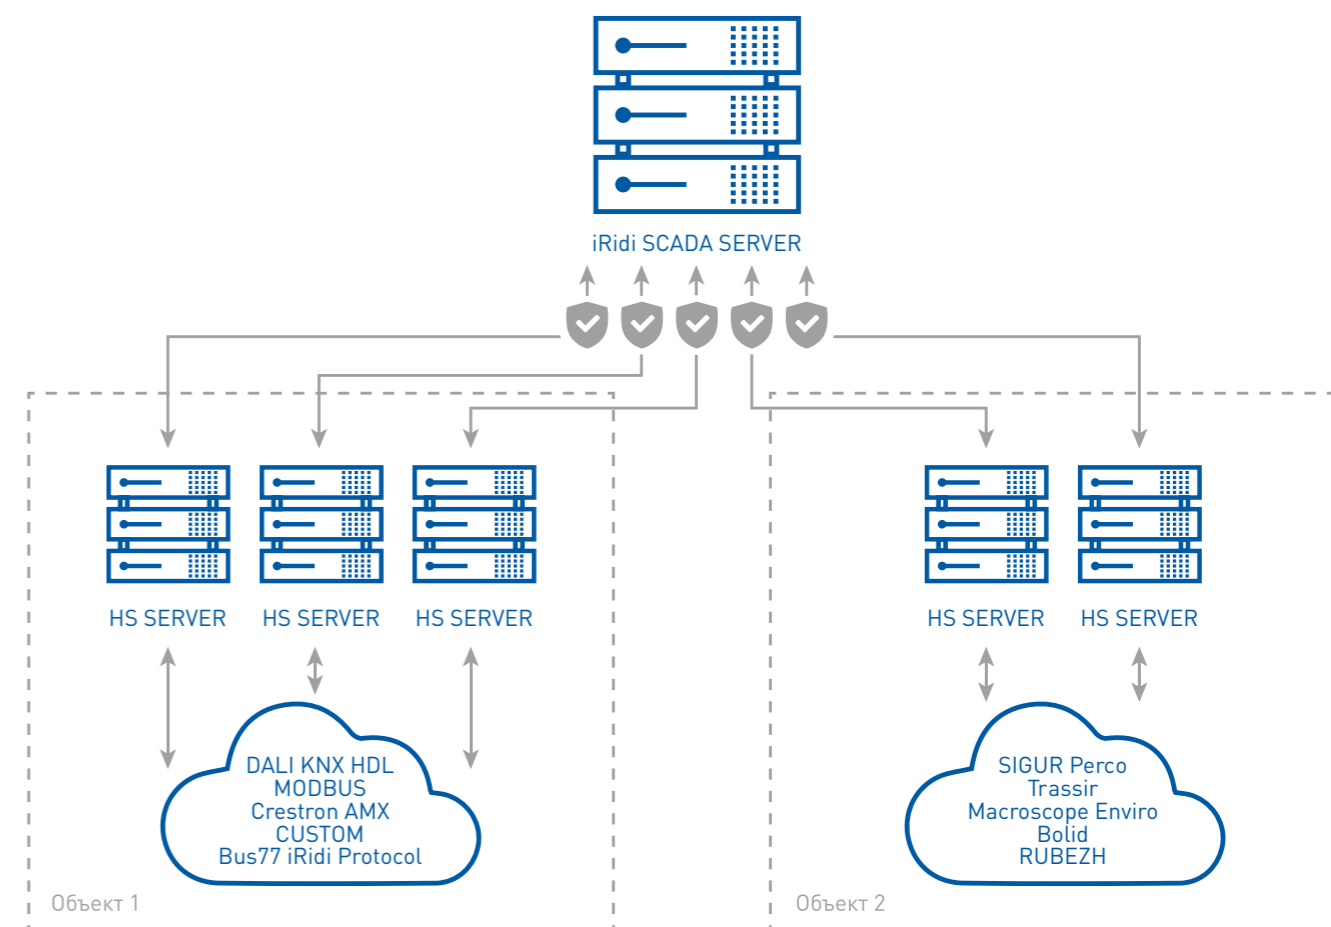 iRidi SCADA SERVER
HS SERVER
HS SERVER
HS SERVER
HS SERVER
HS SERVER
DALI KNX HDL
MODBUS
Crestron AMX
CUSTOM
Bus77 iRidi Protocol
SIGUR Perco
Trassir
Macroscope Enviro
Bolid
RUBEZH
Объект 1
Объект 2